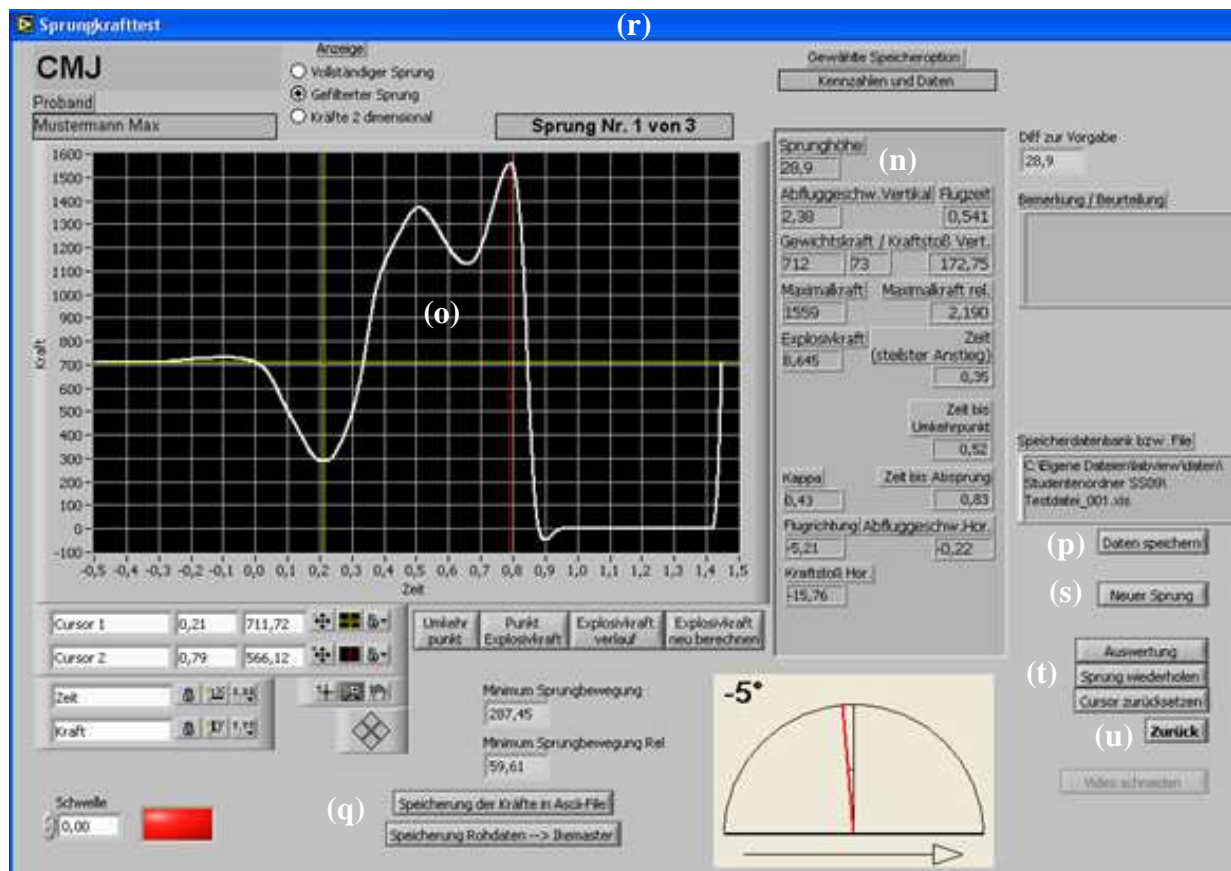 Sprungkrafttest
(r)
CMJ
Proband
Mustermann Max
Anzeige
Vollständiger Sprung
Gefilterter Sprung
Kräfte 2 dimensional
Sprung Nr. 1 von 3
Gewählte Speicheroption
Kennzahlen und Daten
1600
1500
1400
1300
1200
1100
1000
900
800
700
600
500
400
300
200
100
0
-100
Kraft
(o)
-0,5 -0,4 -0,3 -0,2 -0,1 0,0 0,1 0,2 0,3 0,4 0,5 0,6 0,7 0,8 0,9 1,0 1,1 1,2 1,3 1,4 1,5
Zeit
Sprunghöhe
(n)
28,9
Abfluggeschw.Vertikal Flugzeit
2,38 0,541
Gewichtskraft / Kraftstoß Vert.
712 73 172,75
Maximalkraft Maximalkraft rel.
1559 2,190
Explosivkraft Zeit
(steilster Anstieg)
8,645
0,35
Zeit bis
Umkehrpunkt
0,52
Kappa Zeit bis Absprung
0,43 0,83
Flugrichtung Abfluggeschw.Hor.
-5,21 -0,22
Kraftstoß Hor.
-15,76
Diff zur Vorgabe
28,9
Bemerkung / Beurteilung
Speicherdatenbank bzw. File
C:\Eigene Dateien\labview\daten\
Studentenordner SS09\
Testdatei_001.xls
(p) Daten speichern
(s) Neuer Sprung
Auswertung
(t) Sprung wiederholen
Cursor zurücksetzen
(u) Zurück
Video schneiden
Cursor 1 0,21 711,72
Cursor 2 0,79 566,12
Zeit
Kraft
Umkehr
punkt
Punkt
Explosivkraft
Explosivkraft
verlauf
Explosivkraft
neu berechnen
Minimum Sprungbewegung
287,45
Minimum Sprungbewegung Rel
59,61
-5°
Schwelle
0,00
(q)
Speicherung der Kräfte in Ascii-File
Speicherung Rohdaten --> Ikemaster